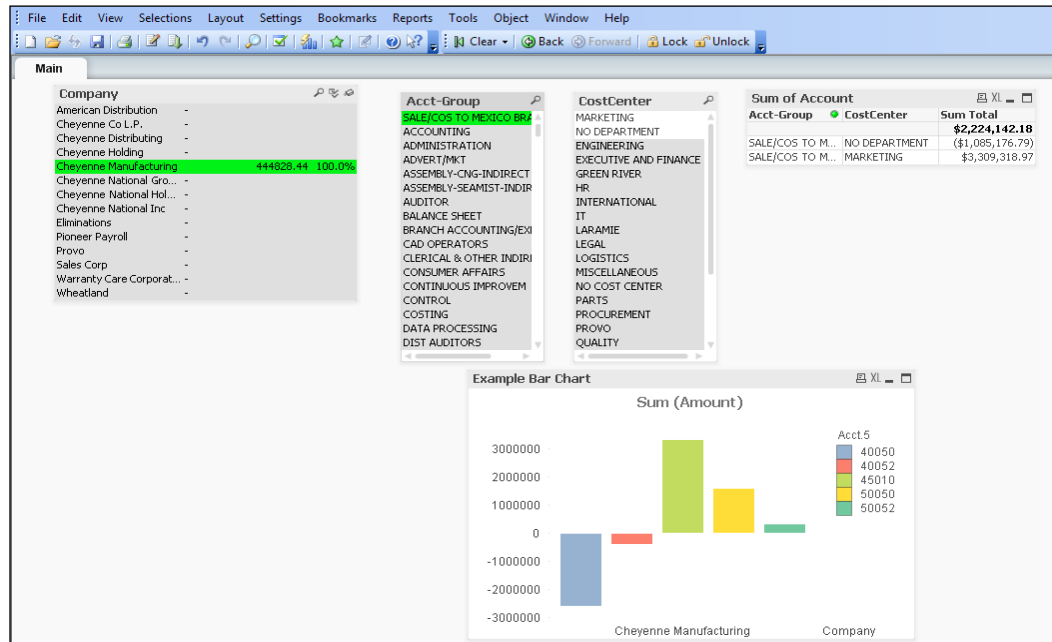 File Edit View Selections Layout Settings Bookmarks Reports Tools Object Window Help
Clear Back Forward Lock Unlock
Main
Company
American Distribution -
Cheyenne Co L.P. -
Cheyenne Distributing -
Cheyenne Holding -
Cheyenne Manufacturing 444828.44 100.0%
Cheyenne National Gro... -
Cheyenne National Hol... -
Cheyenne National Inc -
Eliminations -
Pioneer Payroll -
Provo -
Sales Corp -
Warranty Care Corporat... -
Wheatland -
Acct-Group
SALE/COS TO MEXICO BRA
ACCOUNTING
ADMINISTRATION
ADVERT/MKT
ASSEMBLY-CNG-INDIRECT
ASSEMBLY-SEAMIST-INDIR
AUDITOR
BALANCE SHEET
BRANCH ACCOUNTING/EXI
CAD OPERATORS
CLERICAL & OTHER INDIRI
CONSUMER AFFAIRS
CONTINUOUS IMPROVEM
CONTROL
COSTING
DATA PROCESSING
DIST AUDITORS
CostCenter
MARKETING
NO DEPARTMENT
ENGINEERING
EXECUTIVE AND FINANCE
GREEN RIVER
HR
INTERNATIONAL
IT
LARAMIE
LEGAL
LOGISTICS
MISCELLANEOUS
NO COST CENTER
PARTS
PROCUREMENT
PROVO
QUALITY
Sum of Account XL
Acct-Group CostCenter Sum Total
$2,224,142.18
SALE/COS TO M... NO DEPARTMENT ($1,085,176.79)
SALE/COS TO M... MARKETING $3,309,318.97
Example Bar Chart XL
Sum (Amount)
Acct.5
40050
40052
45010
50050
50052
3000000
2000000
1000000
0
-1000000
-2000000
-3000000
Cheyenne Manufacturing Company